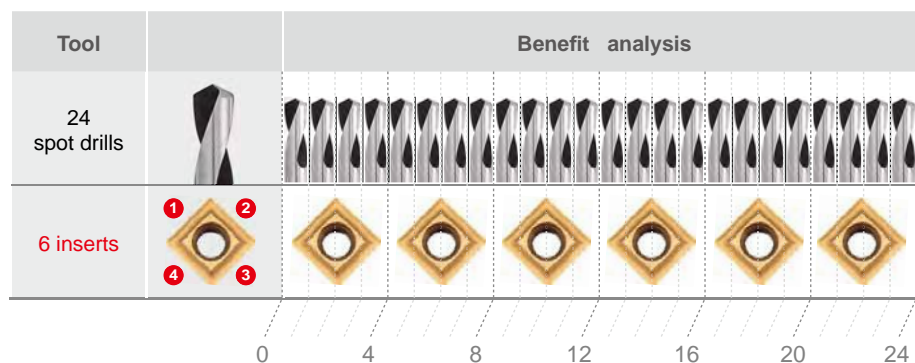 Tool
Benefit analysis
24
spot drills
1
2
6 inserts
4
3
0 4 8 12 16 20 24